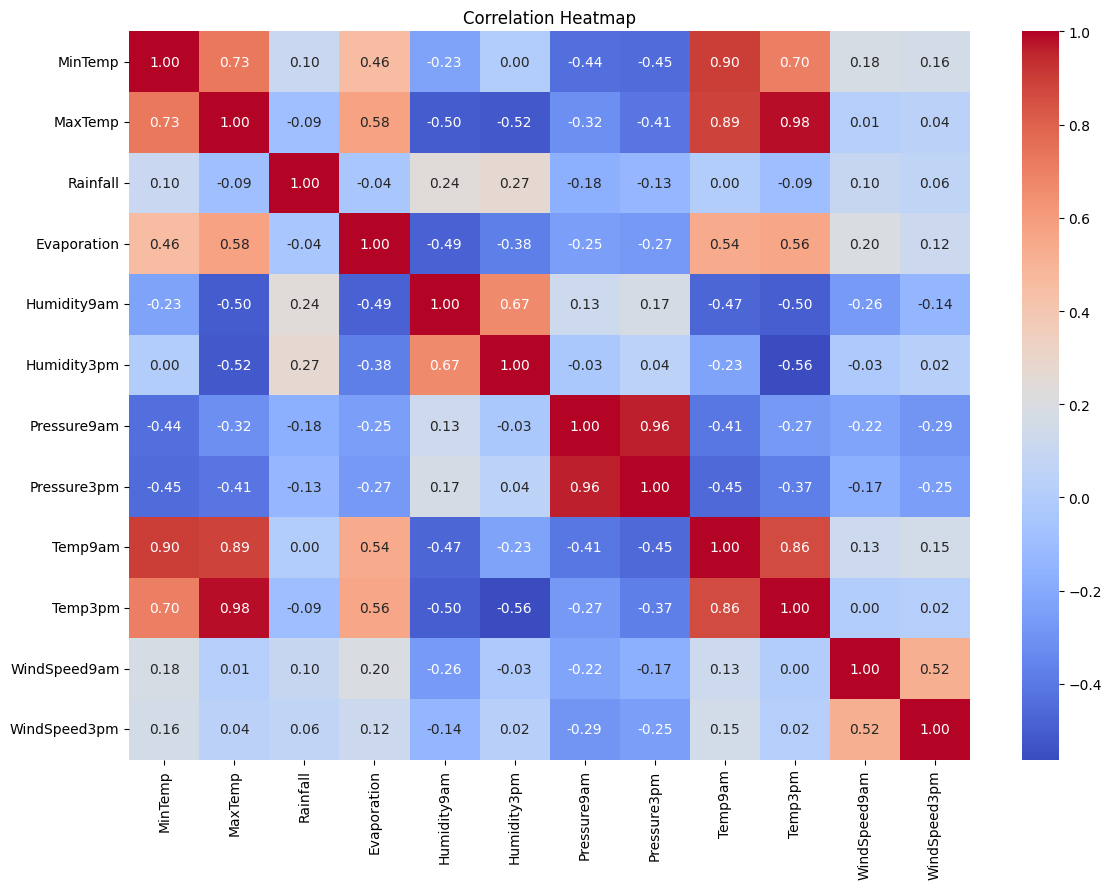 Correlation Heatmap
MinTemp 1.00 0.73 0.10 0.46 -0.23 0.00 -0.44 -0.45 0.90 0.70 0.18 0.16
MaxTemp 0.73 1.00 -0.09 0.58 -0.50 -0.52 -0.32 -0.41 0.89 0.98 0.01 0.04
Rainfall 0.10 -0.09 1.00 -0.04 0.24 0.27 -0.18 -0.13 0.00 -0.09 0.10 0.06
Evaporation 0.46 0.58 -0.04 1.00 -0.49 -0.38 -0.25 -0.27 0.54 0.56 0.20 0.12
Humidity9am -0.23 -0.50 0.24 -0.49 1.00 0.67 0.13 0.17 -0.47 -0.50 -0.26 -0.14
Humidity3pm 0.00 -0.52 0.27 -0.38 0.67 1.00 -0.03 0.04 -0.23 -0.56 -0.03 0.02
Pressure9am -0.44 -0.32 -0.18 -0.25 0.13 -0.03 1.00 0.96 -0.41 -0.27 -0.22 -0.29
Pressure3pm -0.45 -0.41 -0.13 -0.27 0.17 0.04 0.96 1.00 -0.45 -0.37 -0.17 -0.25
Temp9am 0.90 0.89 0.00 0.54 -0.47 -0.23 -0.41 -0.45 1.00 0.86 0.13 0.15
Temp3pm 0.70 0.98 -0.09 0.56 -0.50 -0.56 -0.27 -0.37 0.86 1.00 0.00 0.02
WindSpeed9am 0.18 0.01 0.10 0.20 -0.26 -0.03 -0.22 -0.17 0.13 0.00 1.00 0.52
WindSpeed3pm 0.16 0.04 0.06 0.12 -0.14 0.02 -0.29 -0.25 0.15 0.02 0.52 1.00
MinTemp
MaxTemp
Rainfall
Evaporation
Humidity9am
Humidity3pm
Pressure9am
Pressure3pm
Temp9am
Temp3pm
WindSpeed9am
WindSpeed3pm
1.0
0.8
0.6
0.4
0.2
0.0
−0.2
−0.4